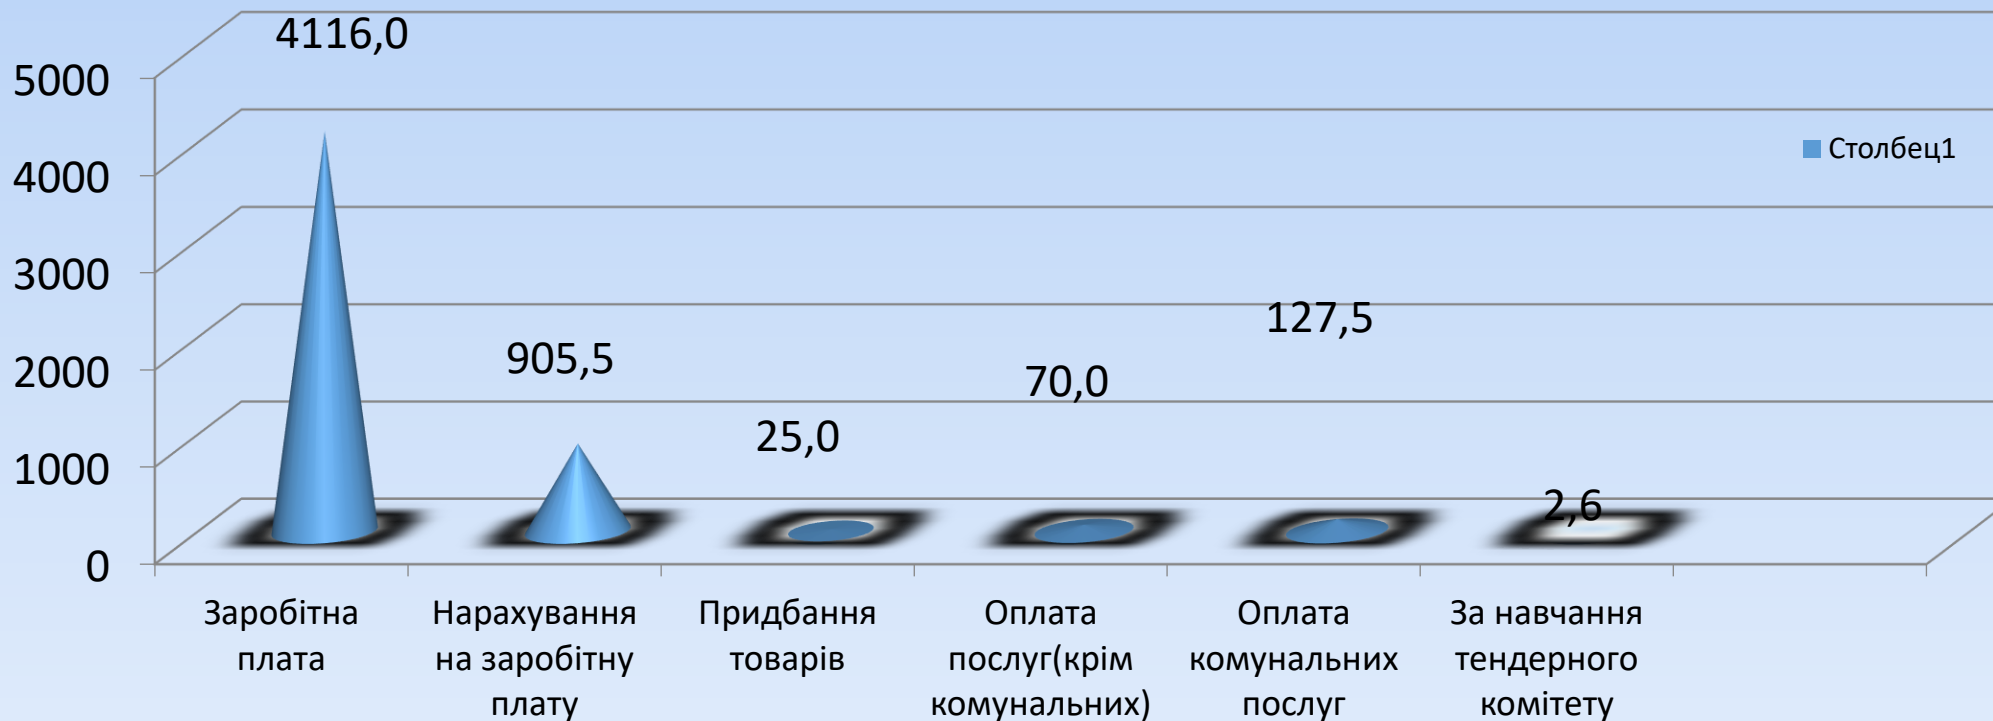 4116,0
5000
4000
3000
2000
1000
0
Столбец1
905,5
25,0
70,0
127,5
2,6
Заробітна
плата
Нарахування
на заробітну
плату
Придбання
товарів
Оплата
послуг(крім
комунальних)
Оплата
комунальних
послуг
За навчання
тендерного
комітету